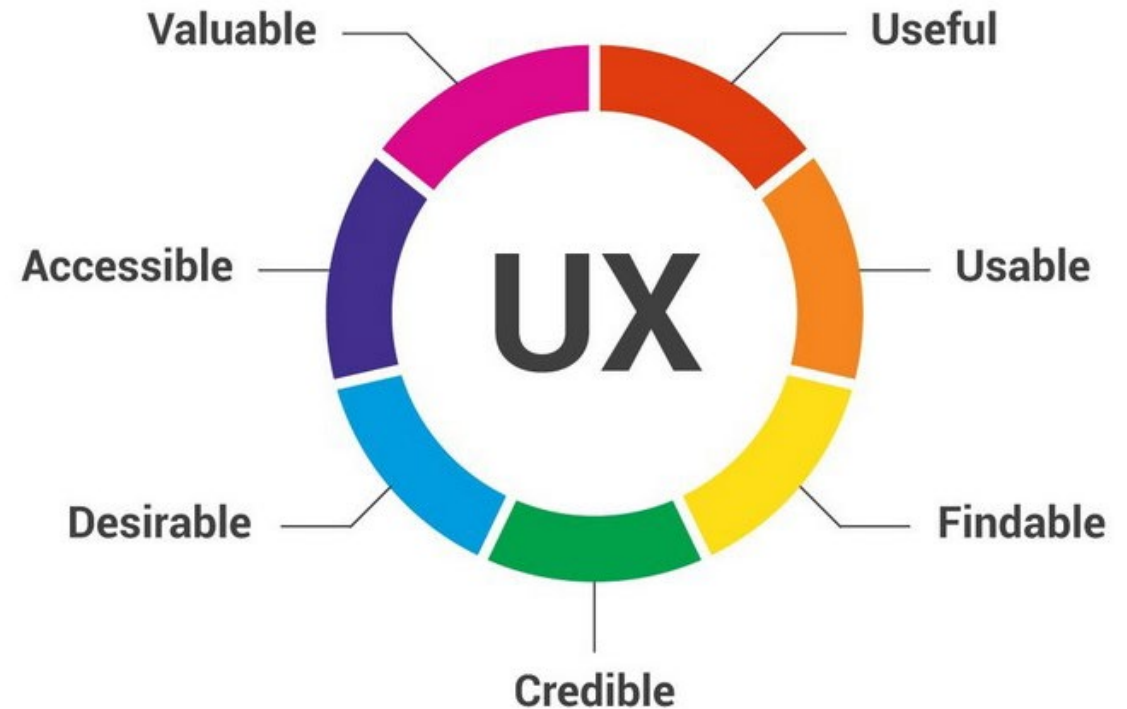 Valuable
Useful
Accessible
UX
Usable
Desirable
Findable
Credible